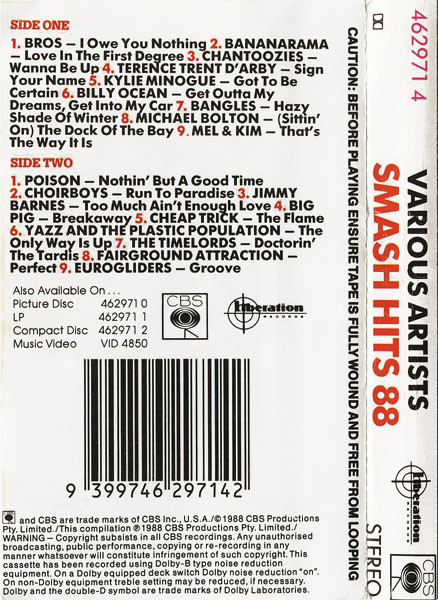 SIDE ONE
1. BROS – I Owe You Nothing 2. BANANARAMA
– Love In The First Degree 3. CHANTOOZIES –
Wanna Be Up 4. TERENCE TRENT D'ARBY – Sign
Your Name 5. KYLIE MINOGUE – Got To Be
Certain 6. BILLY OCEAN – Get Outta My
Dreams, Get Into My Car 7. BANGLES – Hazy
Shade Of Winter 8. MICHAEL BOLTON – (Sittin'
On) The Dock Of The Bay 9. MEL & KIM – That's
The Way It Is
SIDE TWO
1. POISON – Nothin' But A Good Time
2. CHOIRBOYS – Run To Paradise 3. JIMMY
BARNES – Too Much Ain't Enough Love 4. BIG
PIG – Breakaway 5. CHEAP TRICK – The Flame
6. YAZZ AND THE PLASTIC POPULATION – The
Only Way Is Up 7. THE TIMELORDS – Doctorin'
The Tardis 8. FAIRGROUND ATTRACTION –
Perfect 9. EUROGLIDERS – Groove
Also Available On ...
Picture Disc 462971 0
LP 462971 1
Compact Disc 462971 2
Music Video VID 4850
CBS
Liberation
RECORDS
9 399746 297142
and CBS are trade marks of CBS Inc., U.S.A./© 1988 CBS Productions
Pty. Limited./This compilation ℗ 1988 CBS Productions Pty. Limited./
WARNING – Copyright subsists in all CBS recordings. Any unauthorised
broadcasting, public performance, copying or re-recording in any
manner whatsoever will constitute infringement of such copyright. This
cassette has been recorded using Dolby-B type noise reduction
equipment. On a Dolby equipped deck switch Dolby noise reduction "on".
On non-Dolby equipment treble setting may be reduced, if necessary.
Dolby and the double-D symbol are trade marks of Dolby Laboratories.
CAUTION: BEFORE PLAYING ENSURE TAPE IS FULLY WOUND AND FREE FROM LOOPING
462971 4
VARIOUS ARTISTS
SMASH HITS 88
Liberation
RECORDS
STEREO
CBS